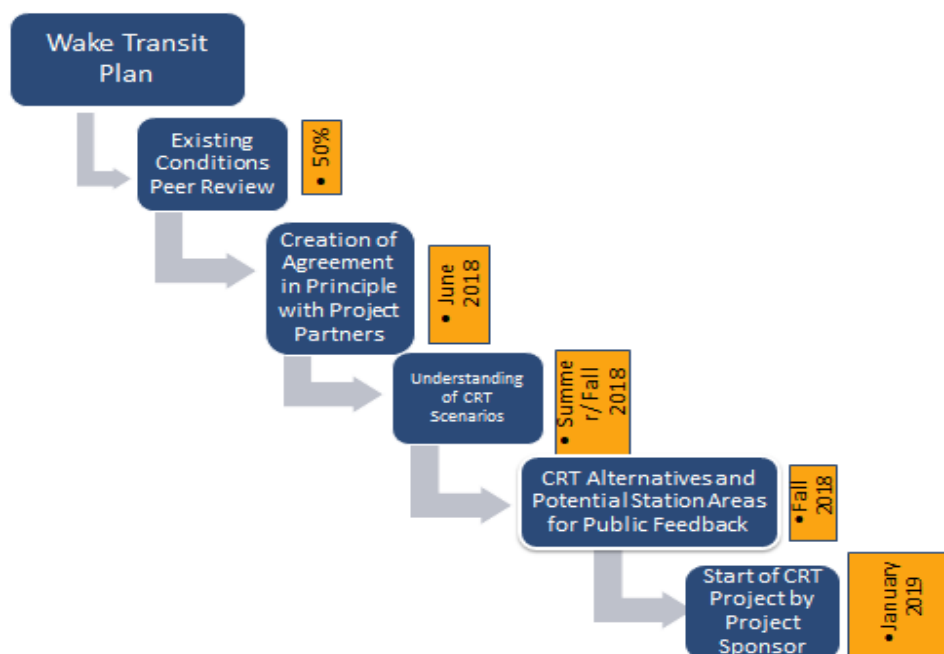 Wake Transit
Plan
Existing
Conditions
Peer Review
• 50%
Creation of
Agreement
in Principle
with Project
Partners
• June
2018
Understanding
of CRT
Scenarios
• Summe
r/Fall
2018
CRT Alternatives and
Potential Station Areas
for Public Feedback
•Fall
2018
Start of CRT
Project by
Project
Sponsor
•January
2019